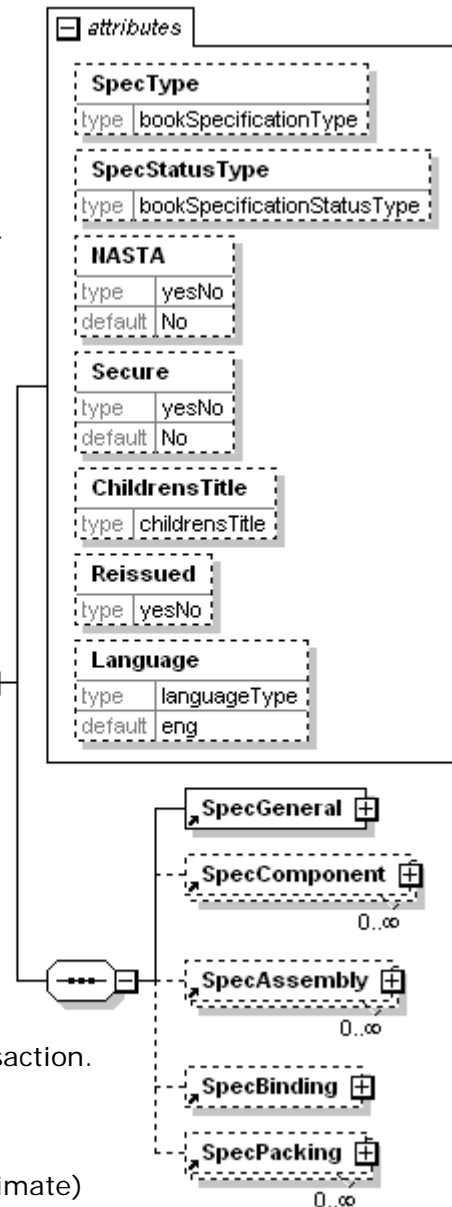 attributes
SpecType
type bookSpecificationType
SpecStatusType
type bookSpecificationStatusType
NASTA
type yesNo
default No
Secure
type yesNo
default No
ChildrensTitle
type childrensTitle
Reissued
type yesNo
Language
type languageType
default eng
SpecGeneral
SpecComponent
0..∞
SpecAssembly
0..∞
saction.
SpecBinding
SpecPacking
imate)
0..∞